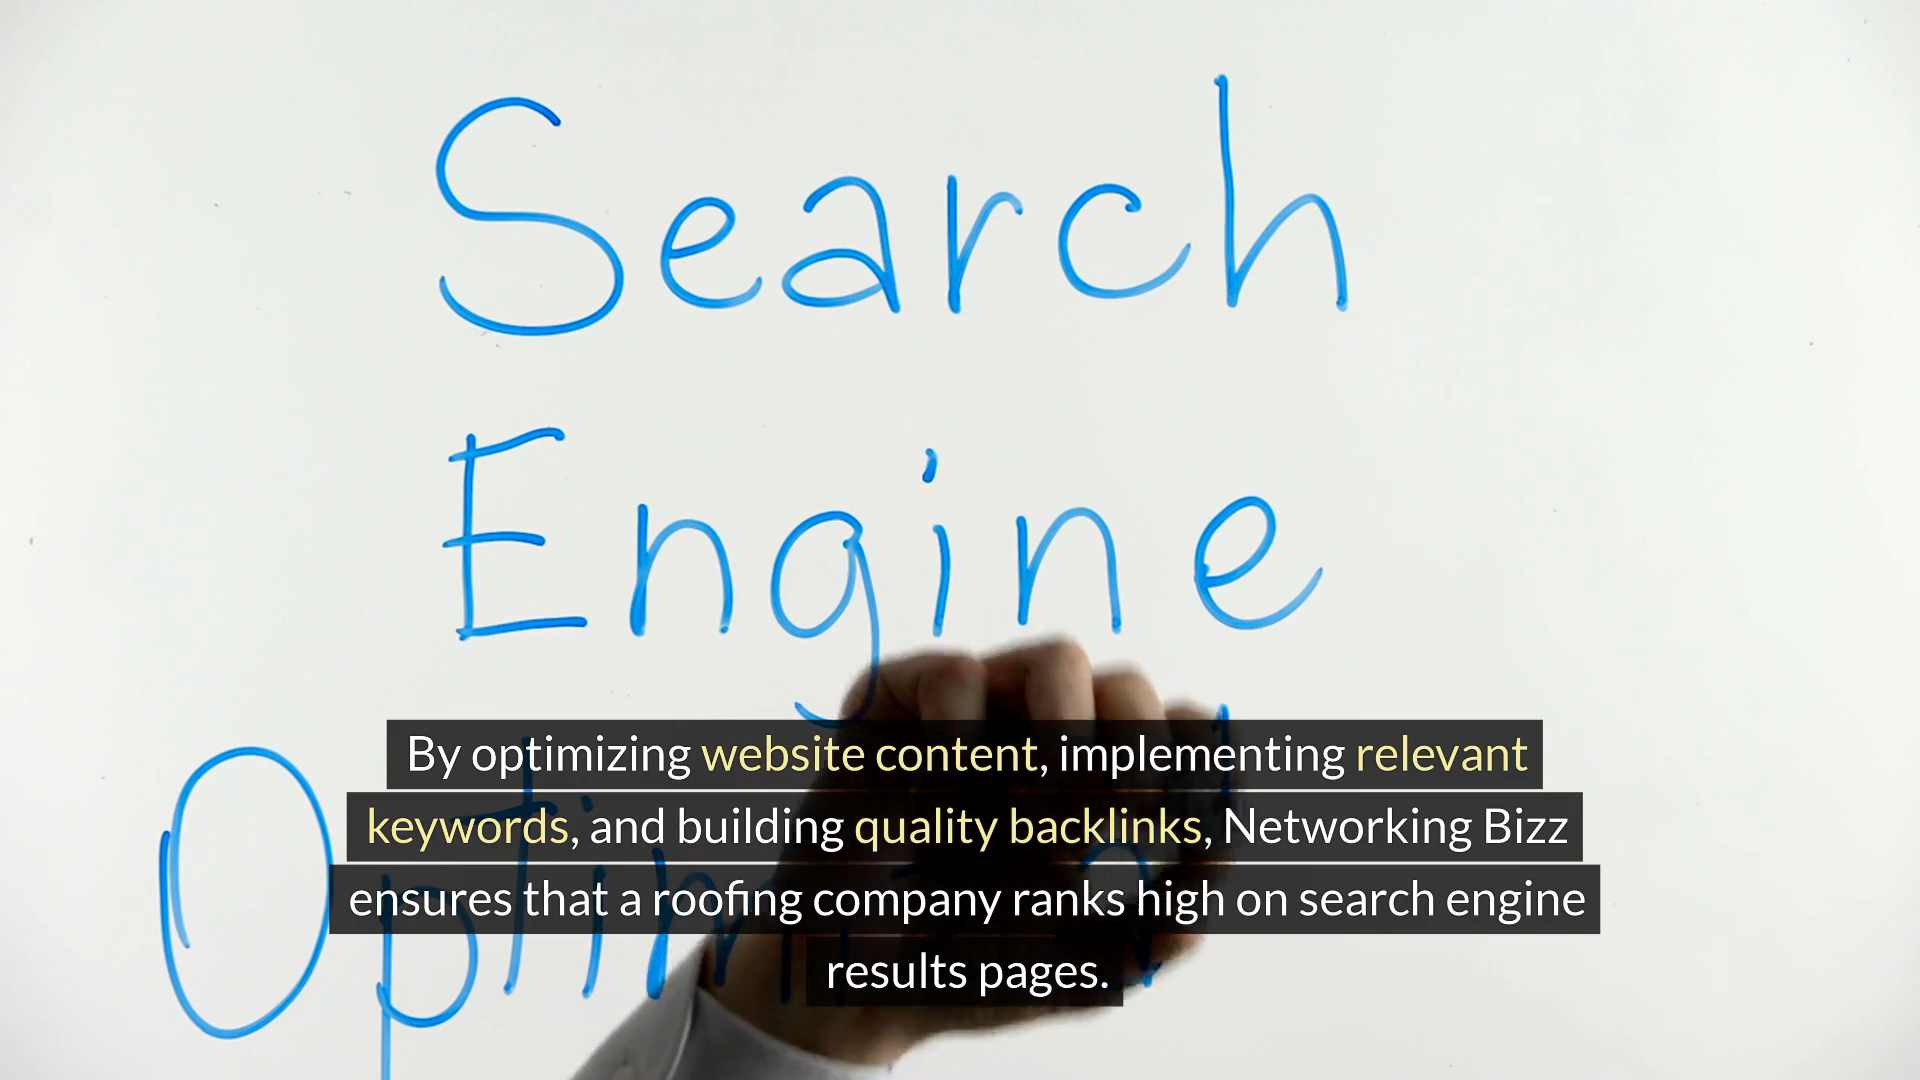 Search
Engine
By optimizing website content, implementing relevant
keywords, and building quality backlinks, Networking Bizz
ensures that a roofing company ranks high on search engine
results pages.